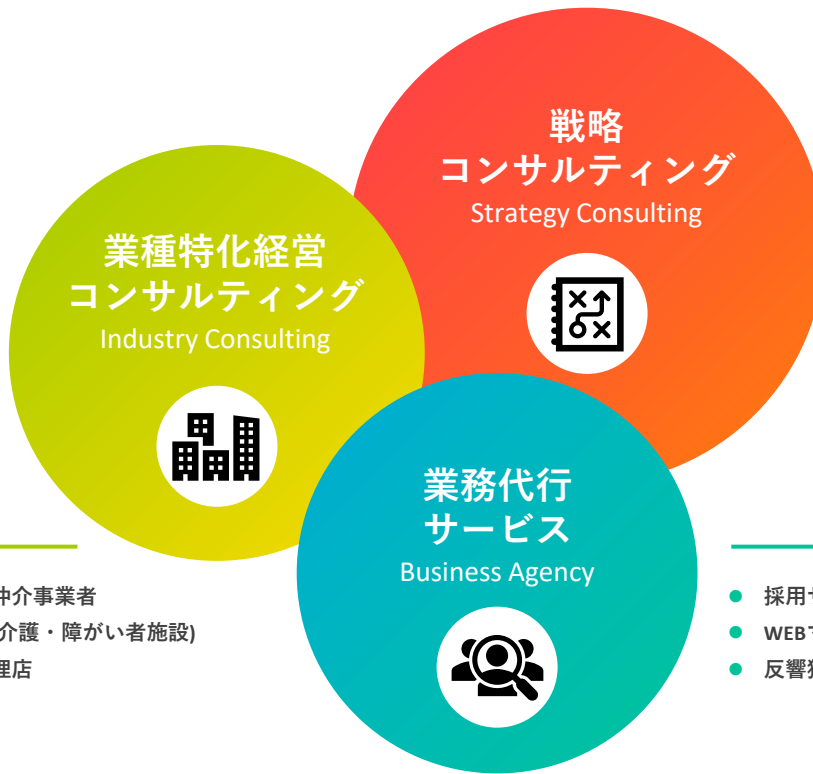 戦略
コンサルティング
Strategy Consulting
業種特化経営
コンサルティング
Industry Consulting
業務代行
サービス
Business Agency
仲介事業者
介護・障がい者施設)
理店
採用
WEB
反響